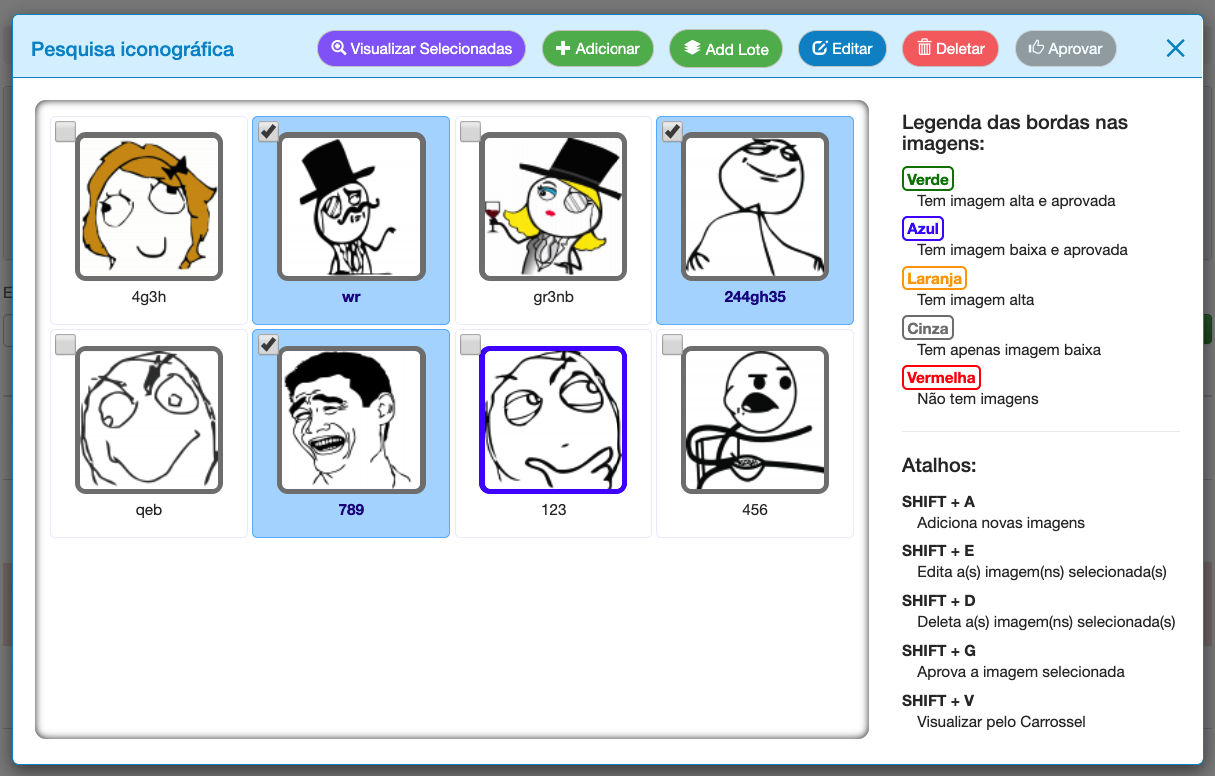 Pesquisa iconográfica
Visualizar Selecionadas
Adicionar
Add Lote
Editar
Deletar
Aprovar
4g3h
wr
gr3nb
244gh35
qeb
789
123
456
Legenda das bordas nas
imagens:
Verde
Tem imagem alta e aprovada
Azul
Tem imagem baixa e aprovada
Laranja
Tem imagem alta
Cinza
Tem apenas imagem baixa
Vermelha
Não tem imagens
Atalhos:
SHIFT + A
Adiciona novas imagens
SHIFT + E
Edita a(s) imagem(ns) selecionada(s)
SHIFT + D
Deleta a(s) imagem(ns) selecionada(s)
SHIFT + G
Aprova a imagem selecionada
SHIFT + V
Visualizar pelo Carrossel